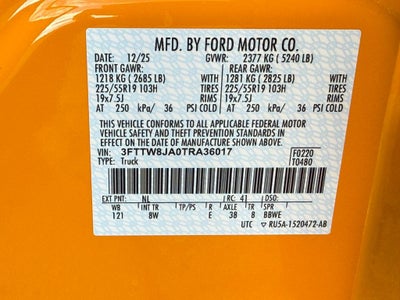 MFD. BY FORD MOTOR CO.
DATE: 12/25 GVWR: 2377 KG ( 5240 LB)
FRONT GAWR: REAR GAWR:
1218 KG ( 2685 LB) WITH 1281 KG ( 2825 LB) WITH
225/55R19 103H TIRES 225/55R19 103H TIRES
19x7.5J RIMS 19x7.5J RIMS
AT 250 kPa/ 36 PSI COLD AT 250 kPa/ 36 PSI COLD
THIS VEHICLE CONFORMS TO ALL APPLICABLE FEDERAL MOTOR
VEHICLE SAFETY AND THEFT PREVENTION STANDARDS IN EFFECT ON
THE DATE OF MANUFACTURE SHOWN ABOVE.
VIN: 3FTTW8JA0TRA36017 F0220
TYPE: Truck T0480
EXT PNT: NL RC: 41 DSO:
WB INT TR TP/PS R AXLE TR SPR
121 8W E 38 8 BBWE
UTC RU5A-1520472-AB